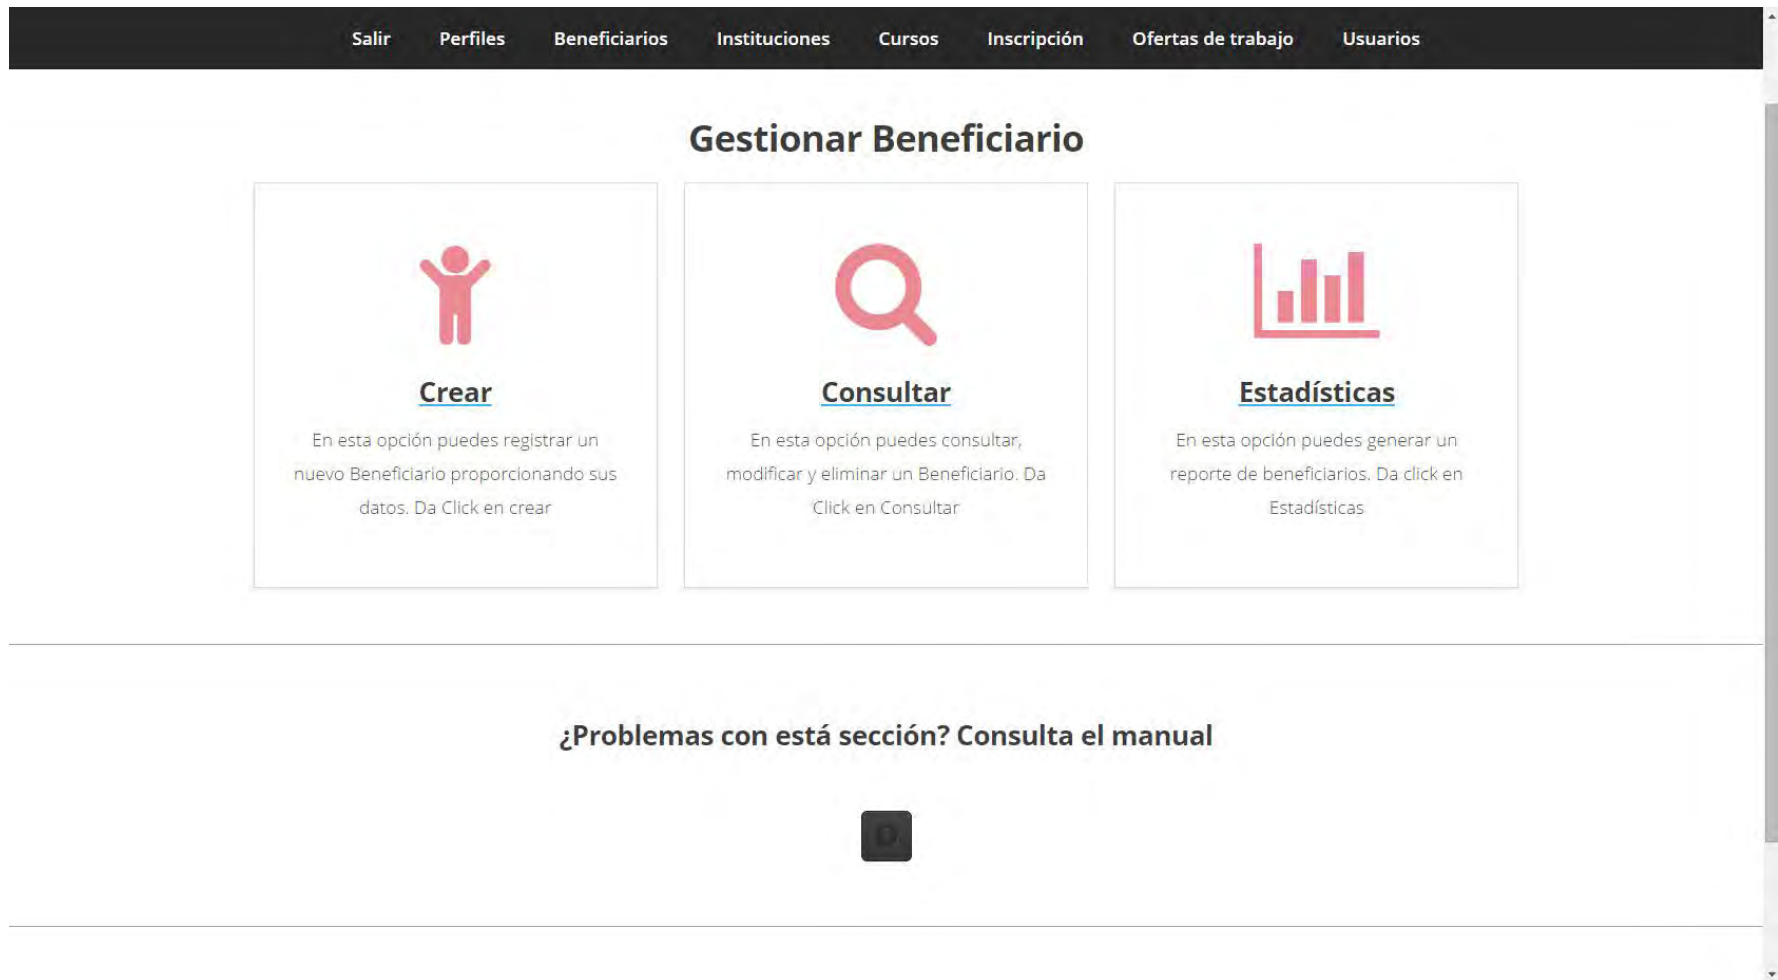 Salir Perfiles Beneficiarios Instituciones Cursos Inscripción Ofertas de trabajo Usuarios
Gestionar Beneficiario
Crear
En esta opción puedes registrar un
nuevo Beneficiario proporcionando sus
datos. Da Click en crear
Consultar
En esta opción puedes consultar,
modificar y eliminar un Beneficiario. Da
Click en Consultar
Estadísticas
En esta opción puedes generar un
reporte de beneficiarios. Da click en
Estadísticas
¿Problemas con está sección? Consulta el manual